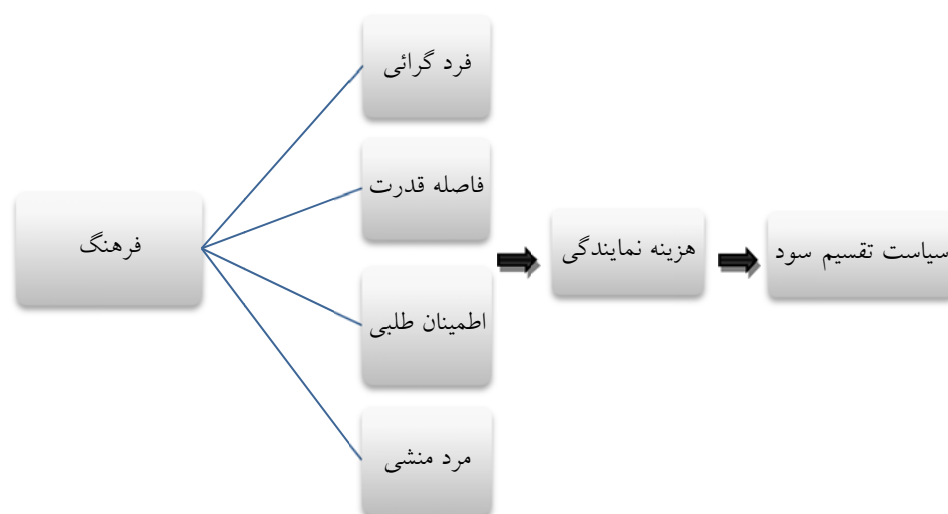 فرد گرائی
فاصله قدرت
فرهنگ
هزینه نمایندگی
سیاست تقسیم سود
اطمینان طلبی
مرد منشی